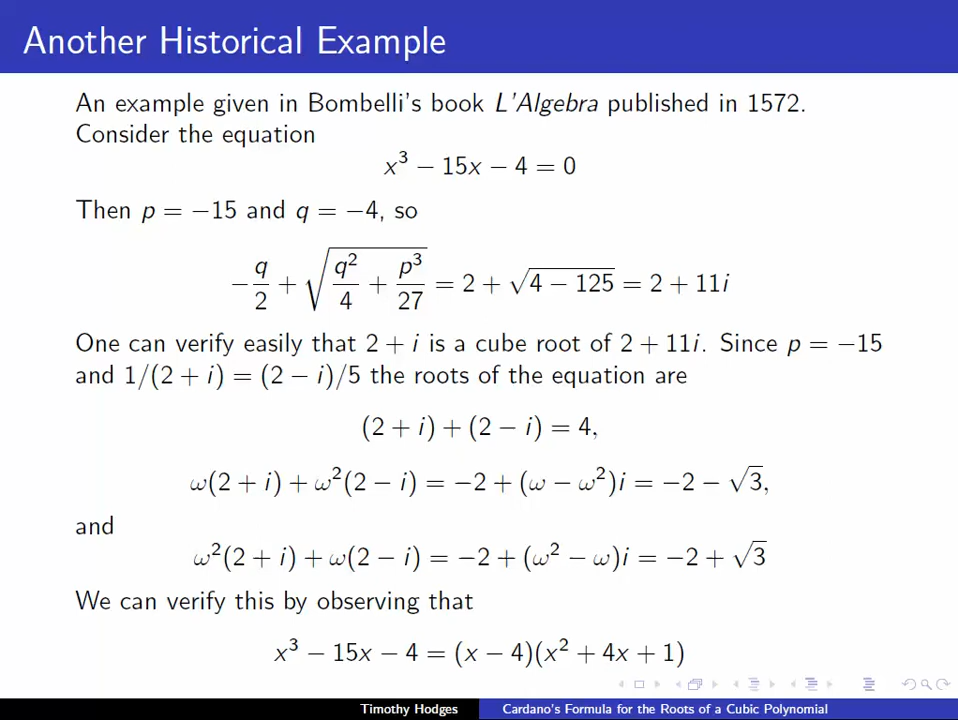 Another Historical Example
An example given in Bombelli's book L'Algebra published in 1572.
Consider the equation
x³ − 15x − 4 = 0
Then p = −15 and q = −4, so
−q/2 + √(q²/4 + p³/27) = 2 + √(4 − 125) = 2 + 11i
One can verify easily that 2 + i is a cube root of 2 + 11i. Since p = −15
and 1/(2 + i) = (2 − i)/5 the roots of the equation are
(2 + i) + (2 − i) = 4,
ω(2 + i) + ω²(2 − i) = −2 + (ω − ω²)i = −2 − √3,
and
ω²(2 + i) + ω(2 − i) = −2 + (ω² − ω)i = −2 + √3
We can verify this by observing that
x³ − 15x − 4 = (x − 4)(x² + 4x + 1)
Timothy Hodges Cardano's Formula for the Roots of a Cubic Polynomial